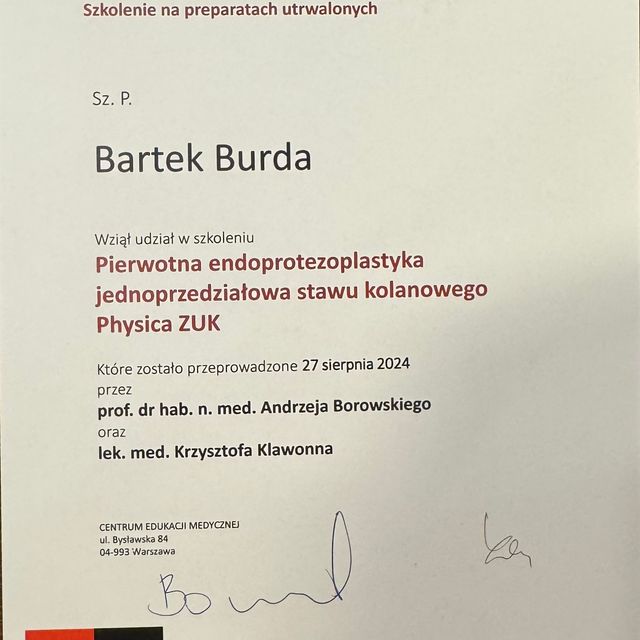 Szkolenie na preparatach utrwalonych
Sz. P.
Bartek Burda
Wziął udział w szkoleniu
Pierwotna endoprotezoplastyka
jednoprzedziałowa stawu kolanowego
Physica ZUK
Które zostało przeprowadzone 27 sierpnia 2024
przez
prof. dr hab. n. med. Andrzeja Borowskiego
oraz
lek. med. Krzysztofa Klawonna
CENTRUM EDUKACJI MEDYCZNEJ
ul. Bysławska 84
04-993 Warszawa